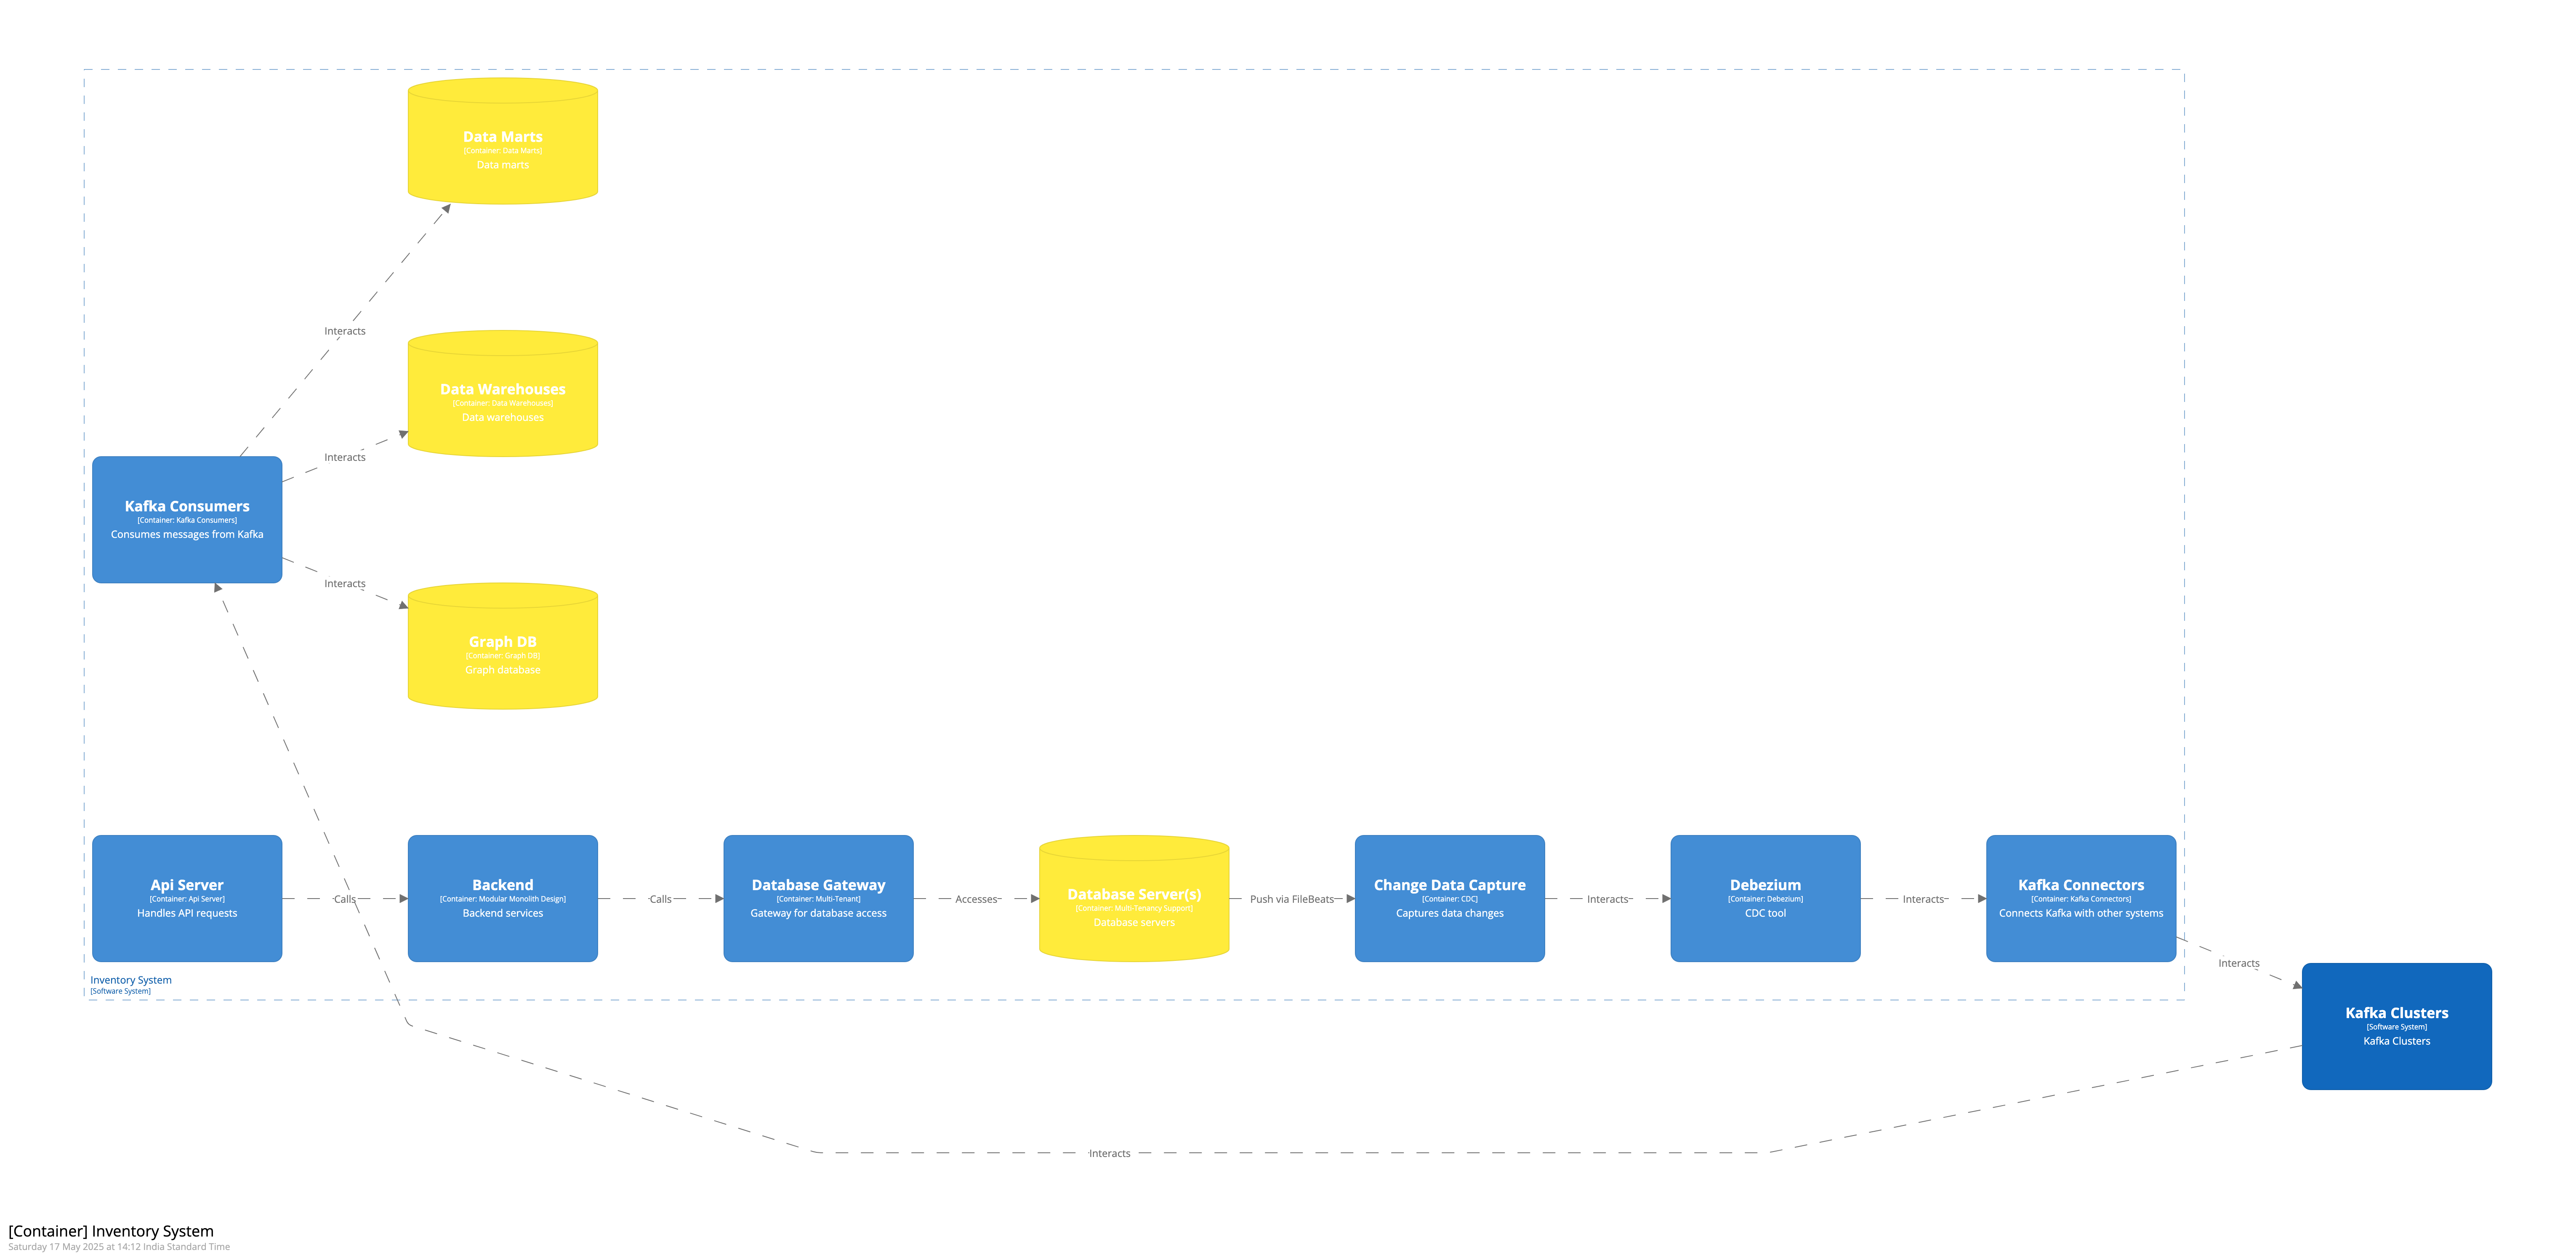 Data Marts
[Container: Data Marts]
Data marts
Interacts
Data Warehouses
[Container: Data Warehouses]
Data warehouses
Interacts
Kafka Consumers
[Container: Kafka Consumers]
Consumes messages from Kafka
Interacts
Graph DB
[Container: Graph DB]
Graph database
Api Server
[Container: Api Server]
Handles API requests
Calls
Backend
[Container: Modular Monolith Design]
Backend services
Calls
Database Gateway
[Container: Multi-Tenant]
Gateway for database access
Accesses
Database Server(s)
[Container: Multi-Tenancy Support]
Database servers
Push via FileBeats
Change Data Capture
[Container: CDC]
Captures data changes
Interacts
Debezium
[Container: Debezium]
CDC tool
Interacts
Kafka Connectors
[Container: Kafka Connectors]
Connects Kafka with other systems
Interacts
Inventory System
[Software System]
Kafka Clusters
[Software System]
Kafka Clusters
Interacts
[Container] Inventory System
Saturday 17 May 2025 at 14:12 India Standard Time